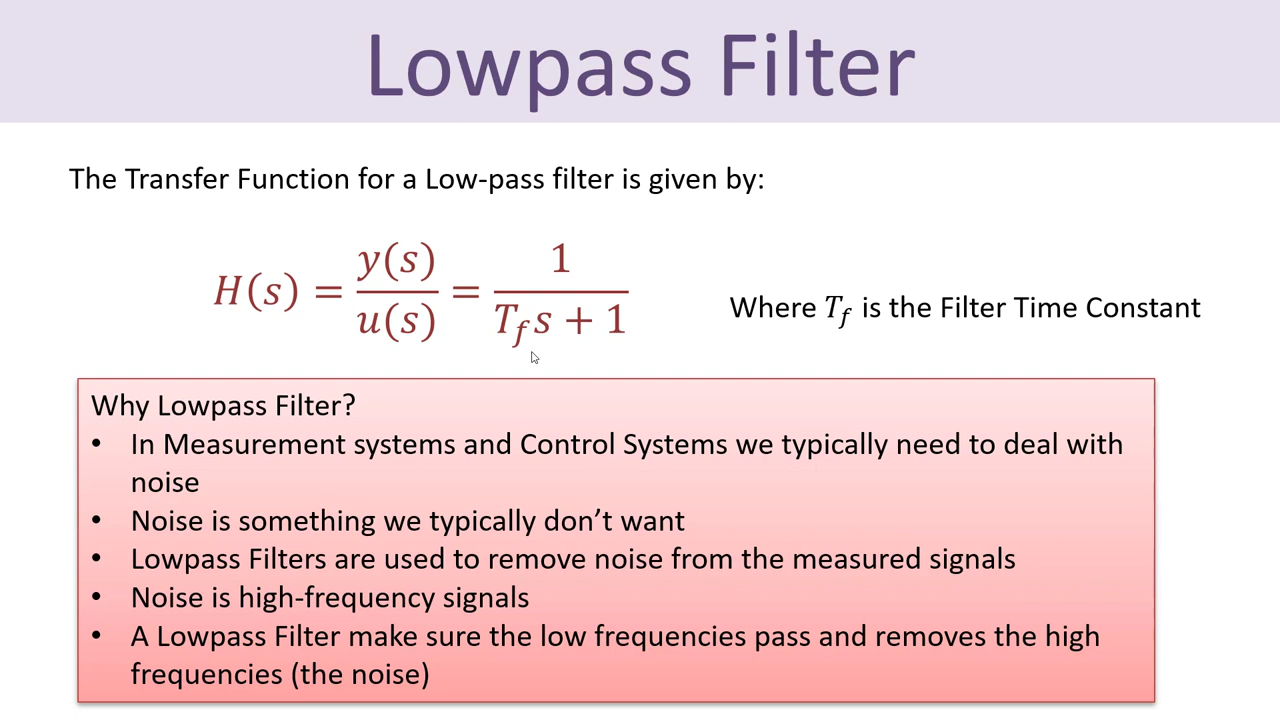 Lowpass Filter
The Transfer Function for a Low-pass filter is given by:
H(s) = y(s)/u(s) = 1/(T_f s + 1)
Where T_f is the Filter Time Constant
Why Lowpass Filter?
• In Measurement systems and Control Systems we typically need to deal with
noise
• Noise is something we typically don’t want
• Lowpass Filters are used to remove noise from the measured signals
• Noise is high-frequency signals
• A Lowpass Filter make sure the low frequencies pass and removes the high
frequencies (the noise)